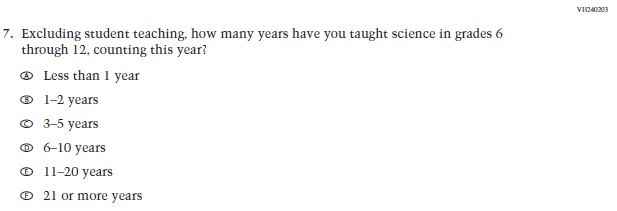 VH240203
7. Excluding student teaching, how many years have you taught science in grades 6
through 12, counting this year?
Ⓐ Less than 1 year
Ⓑ 1–2 years
Ⓒ 3–5 years
Ⓓ 6–10 years
Ⓔ 11–20 years
Ⓕ 21 or more years